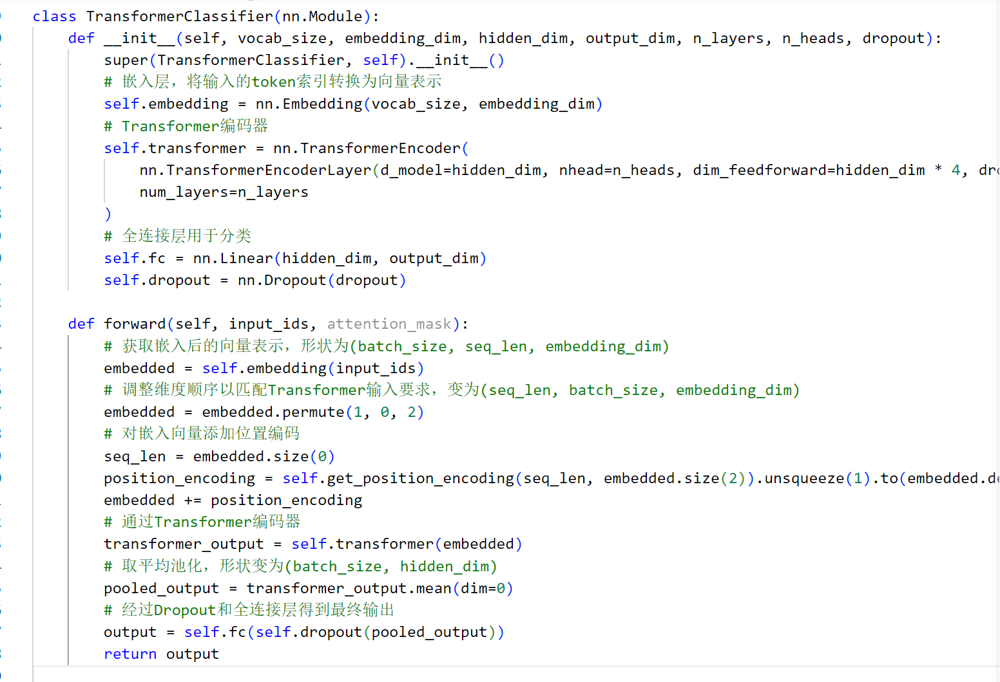 class TransformerClassifier(nn.Module):
    def __init__(self, vocab_size, embedding_dim, hidden_dim, output_dim, n_layers, n_heads, dropout):
        super(TransformerClassifier, self).__init__()
        # 嵌入层，将输入的token索引转换为向量表示
        self.embedding = nn.Embedding(vocab_size, embedding_dim)
        # Transformer编码器
        self.transformer = nn.TransformerEncoder(
            nn.TransformerEncoderLayer(d_model=hidden_dim, nhead=n_heads, dim_feedforward=hidden_dim * 4,
            num_layers=n_layers
        )
        # 全连接层用于分类
        self.fc = nn.Linear(hidden_dim, output_dim)
        self.dropout = nn.Dropout(dropout)
    def forward(self, input_ids, attention_mask):
        # 获取嵌入后的向量表示，形状为(batch_size, seq_len, embedding_dim)
        embedded = self.embedding(input_ids)
        # 调整维度顺序以匹配Transformer输入要求，变为(seq_len, batch_size, embedding_dim)
        embedded = embedded.permute(1, 0, 2)
        # 对嵌入向量添加位置编码
        seq_len = embedded.size(0)
        position_encoding = self.get_position_encoding(seq_len, embedded.size(2)).unsqueeze(1).to(embedded.
        embedded += position_encoding
        # 通过Transformer编码器
        transformer_output = self.transformer(embedded)
        # 取平均池化，形状变为(batch_size, hidden_dim)
        pooled_output = transformer_output.mean(dim=0)
        # 经过Dropout和全连接层得到最终输出
        output = self.fc(self.dropout(pooled_output))
        return output